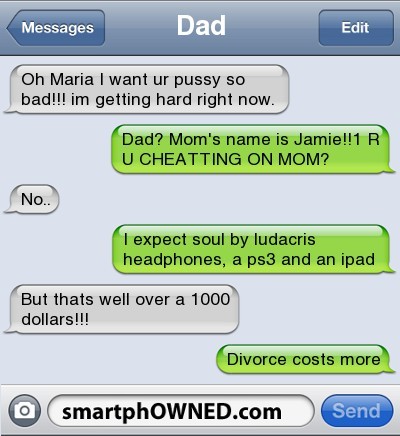 Messages
Dad
Edit
Oh Maria I want ur pussy so
bad!!! im getting hard right now.
Dad? Mom's name is Jamie!!1 R
U CHEATTING ON MOM?
No..
I expect soul by ludacris
headphones, a ps3 and an ipad
But thats well over a 1000
dollars!!!
Divorce costs more
smartphOWNED.com
Send